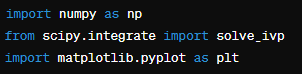 import numpy as np
from scipy.integrate import solve_ivp
import matplotlib.pyplot as plt